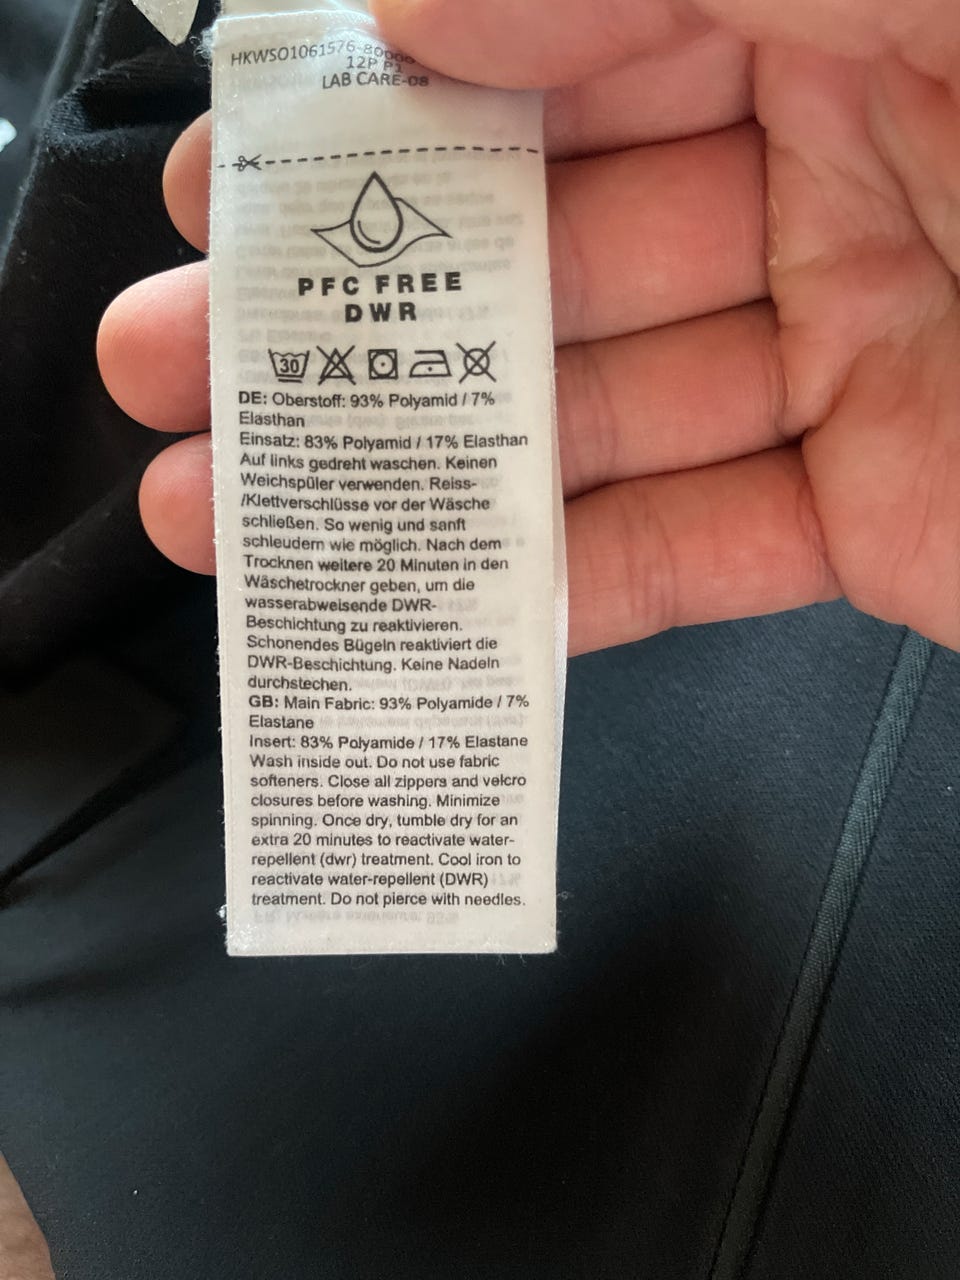 HKWSO1061576-80000
12P P1
LAB CARE-08
PFC FREE
DWR
30
DE: Oberstoff: 93% Polyamid / 7%
Elasthan
Einsatz: 83% Polyamid / 17% Elasthan
Auf links gedreht waschen. Keinen
Weichspüler verwenden. Reiss-
/Klettverschlüsse vor der Wäsche
schließen. So wenig und sanft
schleudern wie möglich. Nach dem
Trocknen weitere 20 Minuten in den
Wäschetrockner geben, um die
wasserabweisende DWR-
Beschichtung zu reaktivieren.
Schonendes Bügeln reaktiviert die
DWR-Beschichtung. Keine Nadeln
durchstechen.
GB: Main Fabric: 93% Polyamide / 7%
Elastane
Insert: 83% Polyamide / 17% Elastane
Wash inside out. Do not use fabric
softeners. Close all zippers and velcro
closures before washing. Minimize
spinning. Once dry, tumble dry for an
extra 20 minutes to reactivate water-
repellent (dwr) treatment. Cool iron to
reactivate water-repellent (DWR)
treatment. Do not pierce with needles.